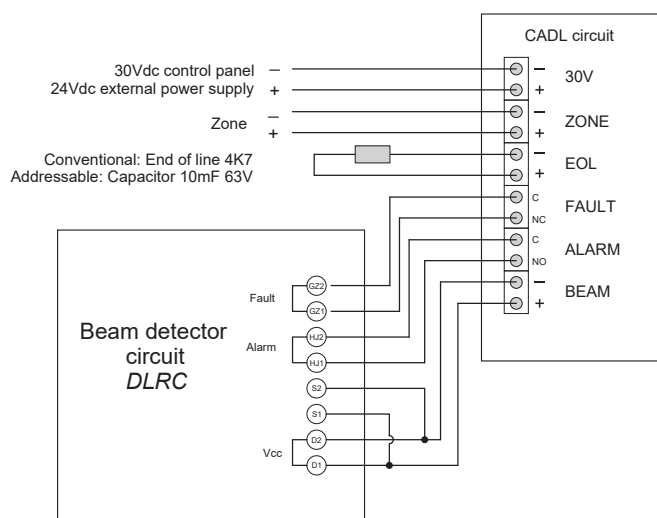 CADL circuit
30Vdc control panel −
24Vdc external power supply +
− 30V
+
Zone −
+
− ZONE
+
Conventional: End of line 4K7
Addressable: Capacitor 10mF 63V
− EOL
+
C FAULT
NC
C ALARM
NO
− BEAM
+
Beam detector
circuit
DLRC
Fault
GZ2
GZ1
Alarm
HJ2
HJ1
S2
S1
Vcc
D2
D1